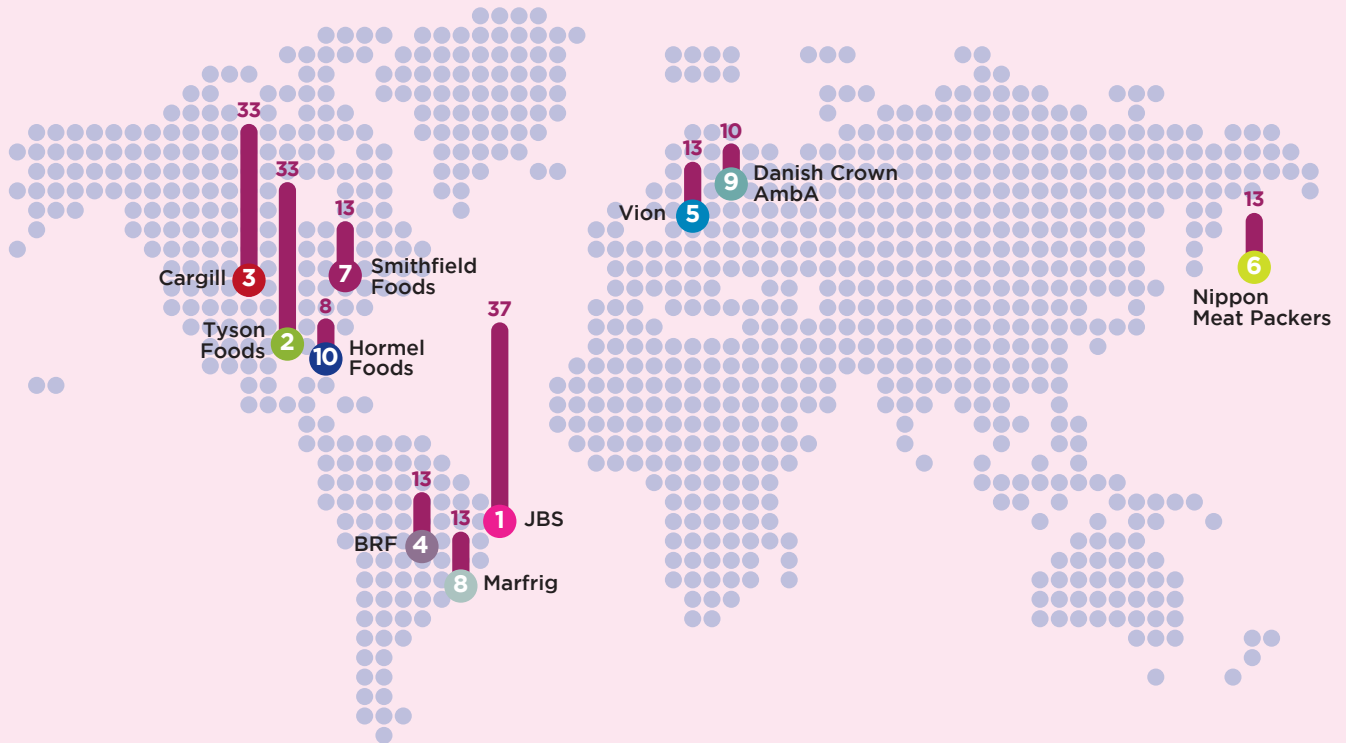 33
Cargill
3
33
Tyson
Foods
2
13
7
Smithfield
Foods
8
10
Hormel
Foods
37
1
JBS
13
BRF
4
13
8
Marfrig
13
Vion
5
10
9
Danish Crown
AmbA
13
6
Nippon
Meat Packers